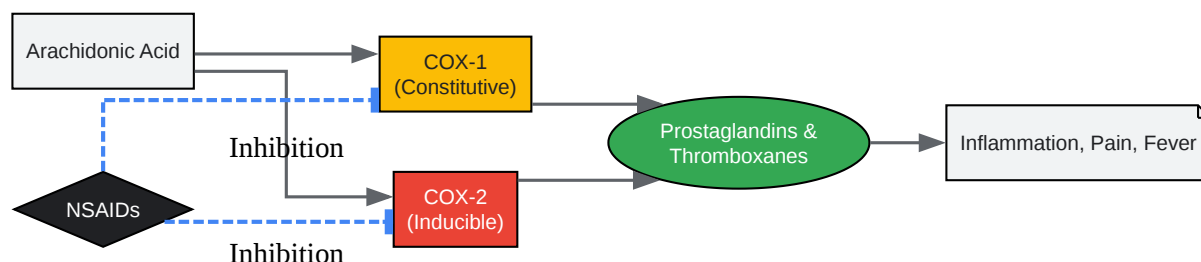 Arachidonic Acid
COX-1
(Constitutive)
Inhibition
Prostaglandins &
Thromboxanes
Inflammation, Pain, Fever
NSAIDs
COX-2
(Inducible)
Inhibition